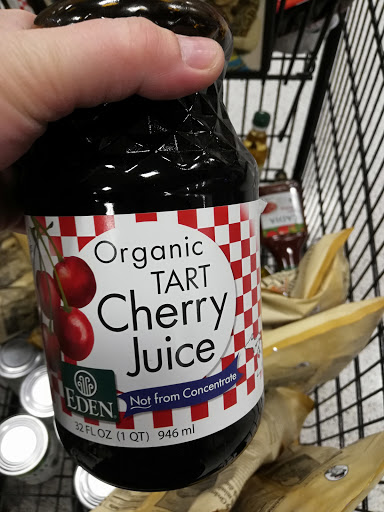 Organic
TART
Cherry
Juice
EDEN
Not from Concentrate
32 FL OZ (1 QT) 946 ml